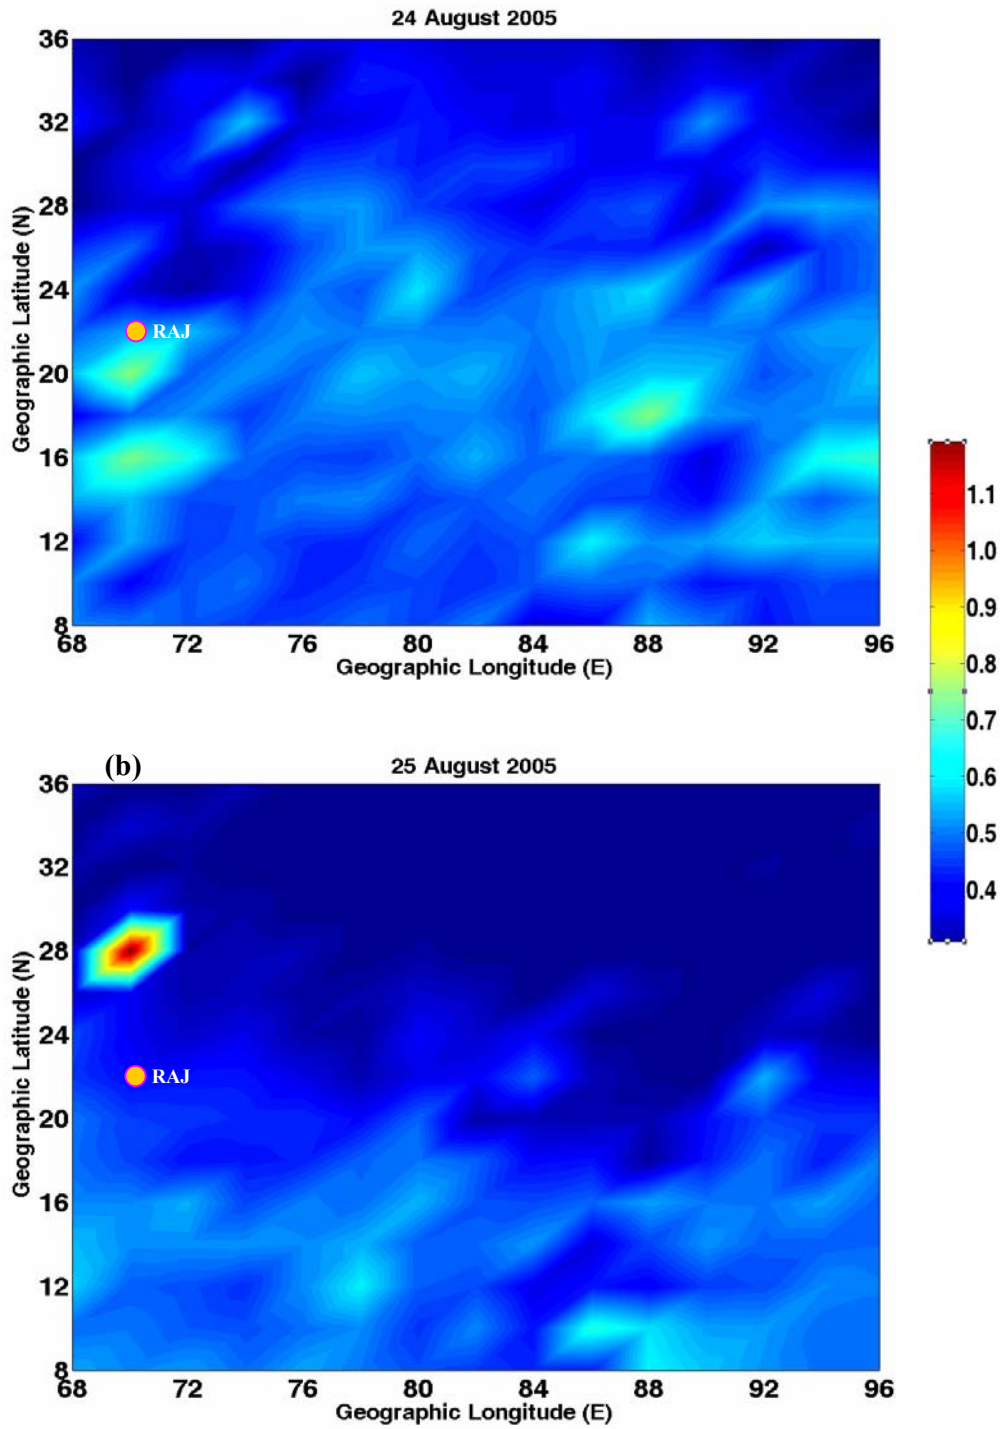 24 August 2005
36
32
28
24
20
16
12
8
Geographic Latitude (N)
RAJ
68 72 76 80 84 88 92 96
Geographic Longitude (E)
1.1
1.0
0.9
0.8
0.7
0.6
0.5
0.4
(b)
25 August 2005
36
32
28
24
20
16
12
8
Geographic Latitude (N)
RAJ
68 72 76 80 84 88 92 96
Geographic Longitude (E)